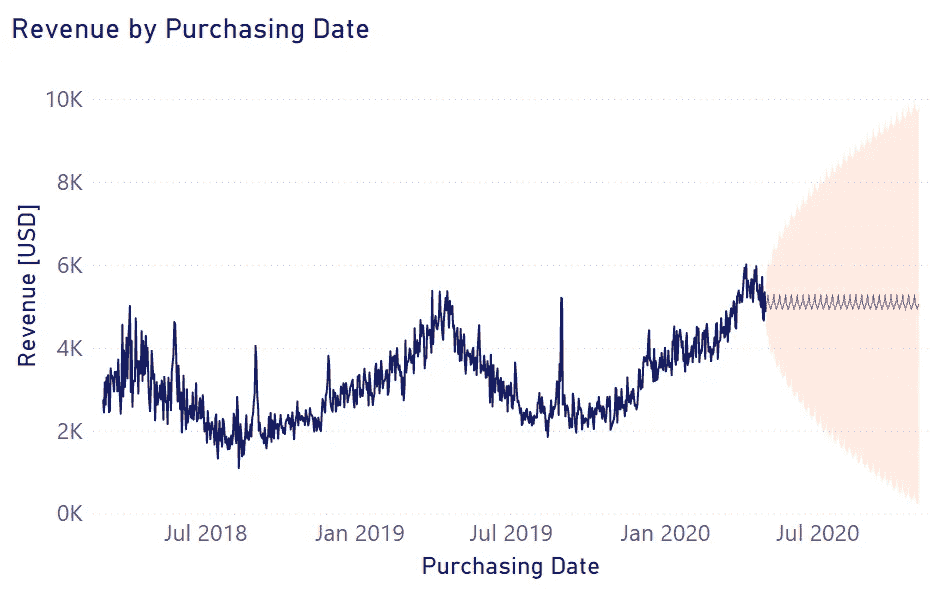 Revenue by Purchasing Date
10K
8K
6K
4K
2K
0K
Revenue [USD]
Jul 2018
Jan 2019
Jul 2019
Jan 2020
Jul 2020
Purchasing Date